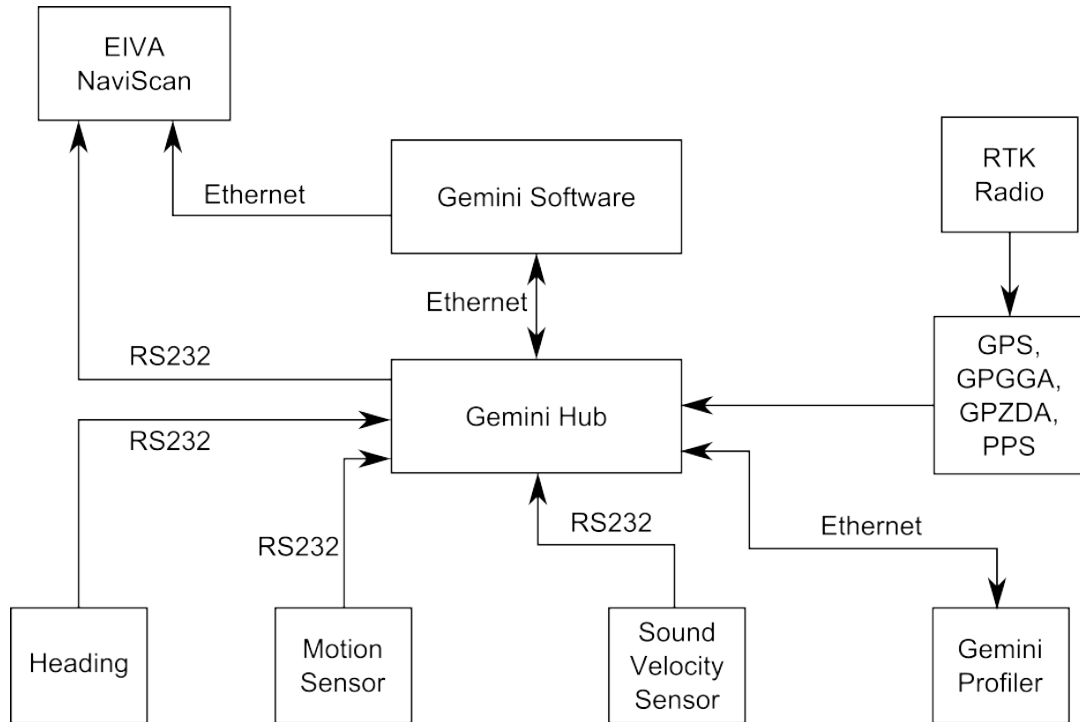 EIVA
NaviScan
Ethernet
Gemini Software
RTK
Radio
Ethernet
RS232
GPS,
GPGGA,
GPZDA,
PPS
Gemini Hub
RS232
RS232
RS232
Ethernet
Heading
Motion
Sensor
Sound
Velocity
Sensor
Gemini
Profiler